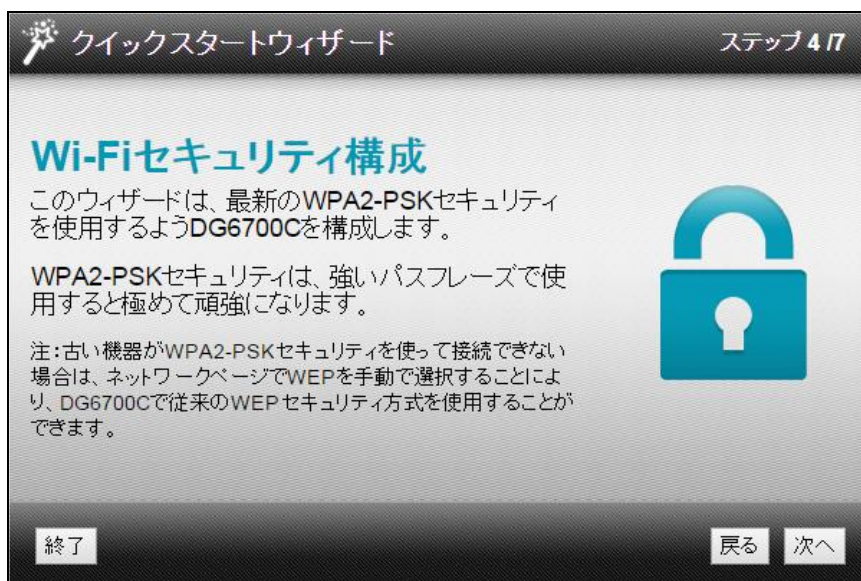 クイックスタートウィザード
ステップ 4 /7
Wi-Fiセキュリティ構成
このウィザードは、最新のWPA2-PSKセキュリティ
を使用するようDG6700Cを構成します。
WPA2-PSKセキュリティは、強いパスフレーズで使
用すると極めて頑強になります。
注：古い機器がWPA2-PSKセキュリティを使って接続できない
場合は、ネットワークページでWEPを手動で選択することによ
り、DG6700Cで従来のWEPセキュリティ方式を使用することが
できます。
終了
戻る
次へ